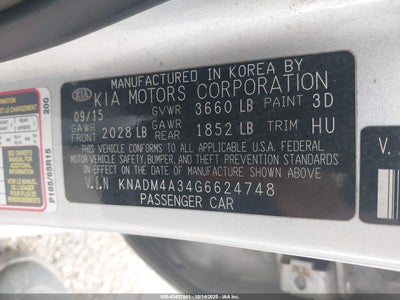 MANUFACTURED IN KOREA BY
KIA KIA MOTORS CORPORATION
09/15 GVWR 3660 LB PAINT 3D
GAWR FRONT 2028 LB GAWR REAR 1852 LB TRIM HU
THIS VEHICLE CONFORMS TO ALL APPLICABLE U.S.A. FEDERAL
MOTOR VEHICLE SAFETY, BUMPER, AND THEFT PREVENTION
STANDARDS IN EFFECT ON THE DATE OF MANUFACTURE
SHOWN ABOVE.
V.I.N KNADM4A34G6624748
PASSENGER CAR
200
P185/65R15
V.